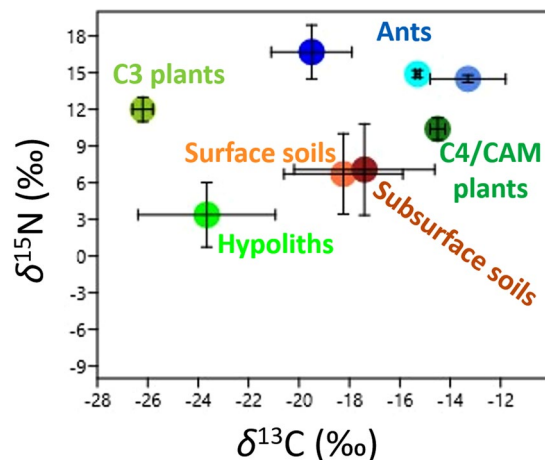 18
15
12
9
6
3
0
-3
-6
-9
δ15N (‰)
Ants
C3 plants
Surface soils
C4/CAM
plants
Subsurface soils
Hypoliths
-28
-26
-24
-22
-20
-18
-16
-14
-12
δ13C (‰)